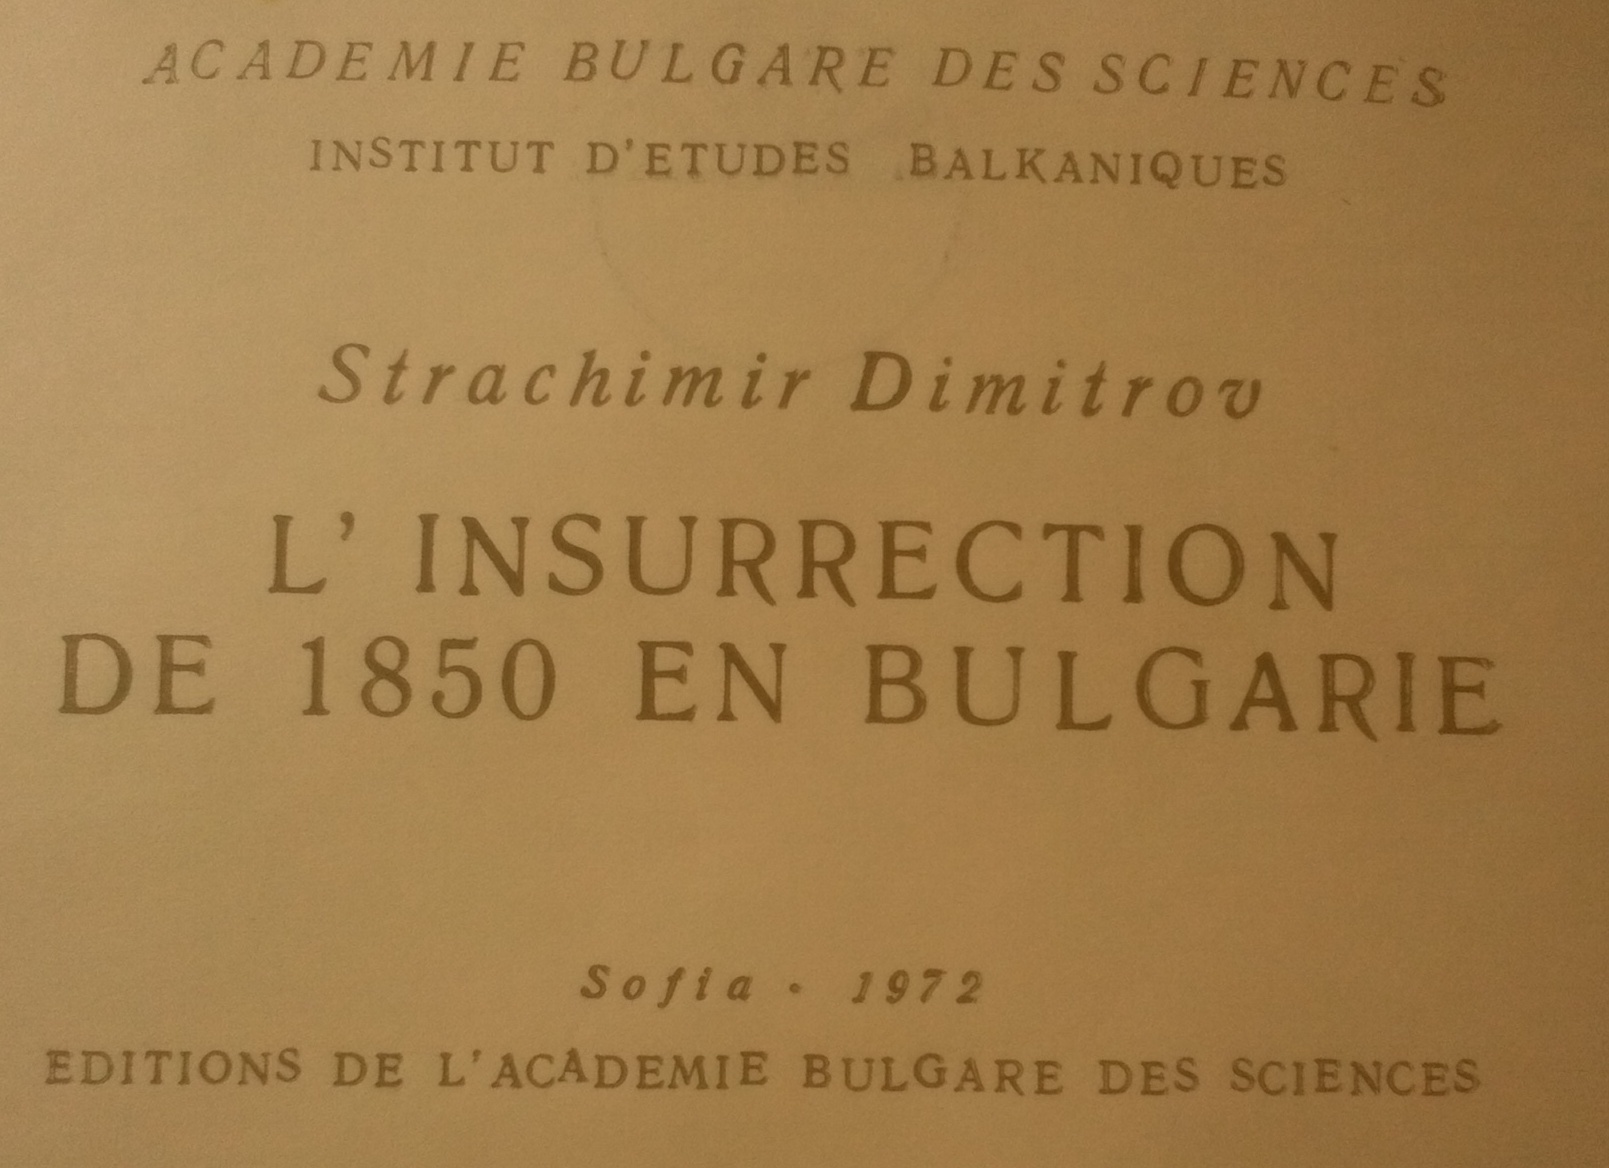 ACADEMIE BULGARE DES SCIENCES
INSTITUT D'ETUDES BALKANIQUES
Strachimir Dimitrov
L' INSURRECTION
DE 1850 EN BULGARIE
Sofia • 1972
EDITIONS DE L'ACADEMIE BULGARE DES SCIENCES